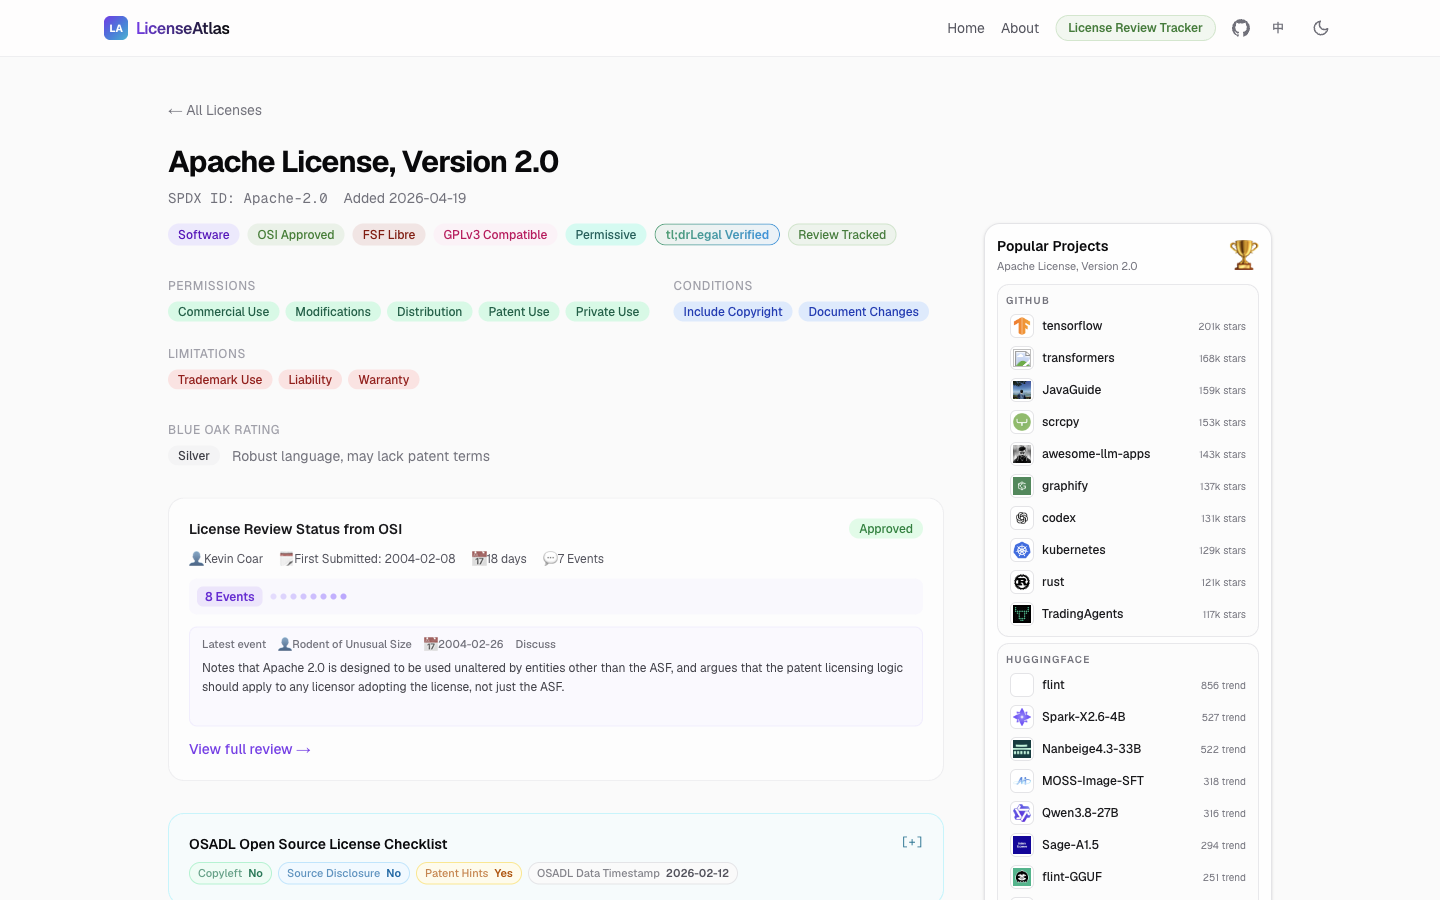 LA LicenseAtlas
Home About License Review Tracker 中
← All Licenses
Apache License, Version 2.0
SPDX ID: Apache-2.0 Added 2026-04-19
Software OSI Approved FSF Libre GPLv3 Compatible Permissive tl;drLegal Verified Review Tracked
PERMISSIONS
Commercial Use Modifications Distribution Patent Use Private Use
CONDITIONS
Include Copyright Document Changes
LIMITATIONS
Trademark Use Liability Warranty
BLUE OAK RATING
Silver Robust language, may lack patent terms
License Review Status from OSI Approved
Kevin Coar First Submitted: 2004-02-08 18 days 7 Events
8 Events
Latest event Rodent of Unusual Size 2004-02-26 Discuss
Notes that Apache 2.0 is designed to be used unaltered by entities other than the ASF, and argues that the patent licensing logic
should apply to any licensor adopting the license, not just the ASF.
View full review →
OSADL Open Source License Checklist [+]
Copyleft No Source Disclosure No Patent Hints Yes OSADL Data Timestamp 2026-02-12
Popular Projects
Apache License, Version 2.0
GITHUB
tensorflow 201k stars
transformers 168k stars
JavaGuide 159k stars
scrcpy 153k stars
awesome-llm-apps 143k stars
graphify 137k stars
codex 131k stars
kubernetes 129k stars
rust 121k stars
TradingAgents 117k stars
HUGGINGFACE
flint 856 trend
Spark-X2.6-4B 527 trend
Nanbeige4.3-33B 522 trend
MOSS-Image-SFT 318 trend
Qwen3.8-27B 316 trend
Sage-A1.5 294 trend
flint-GGUF 251 trend